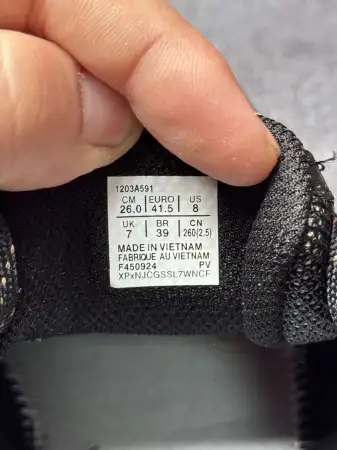 1203A591
CM EURO US
26.0 41.5 8
UK BR CN
7 39 260(2.5)
MADE IN VIETNAM
FABRIQUE AU VIETNAM
F450924 PV
XPxNJCGSSL7WNCF